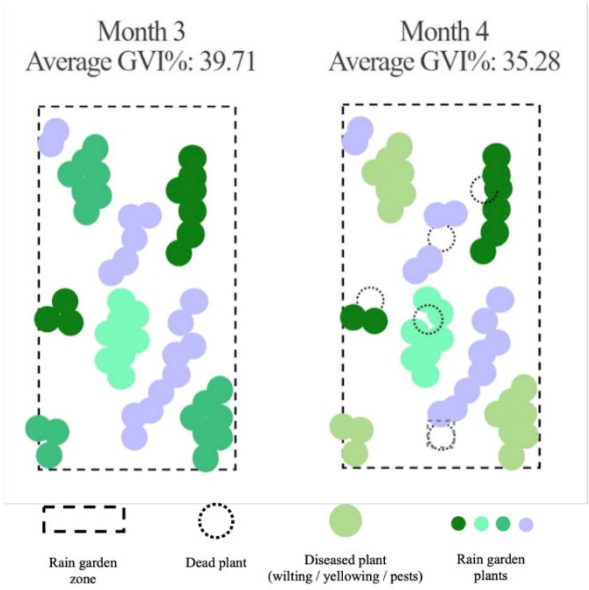 Month 3
Average GVI%: 39.71
Month 4
Average GVI%: 35.28
Rain garden
zone
Dead plant
Diseased plant
(wilting / yellowing / pests)
Rain garden
plants